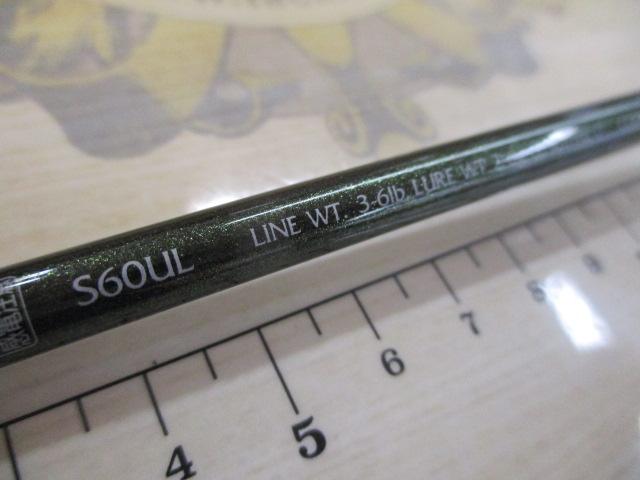 S60UL LINE WT. 3-6lb. LURE WT
4 5 6 7 8 9